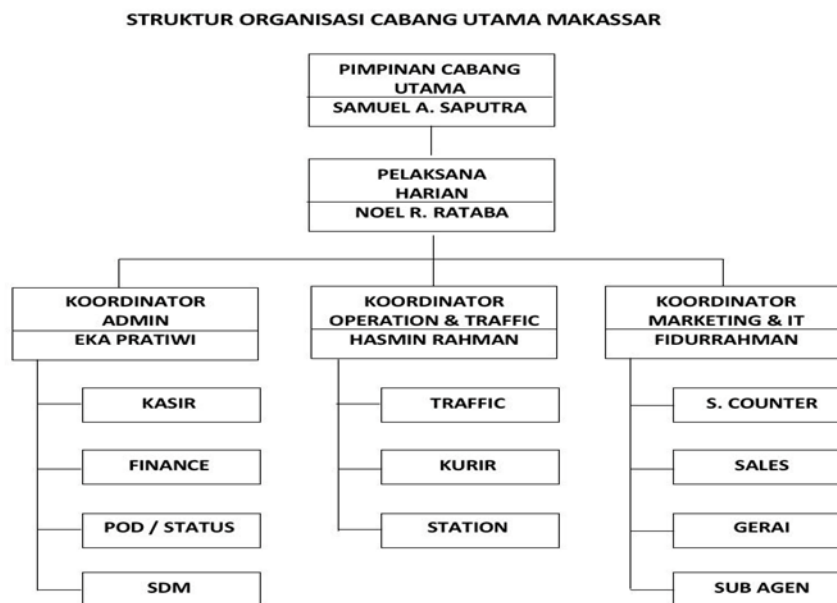 STRUKTUR ORGANISASI CABANG UTAMA MAKASSAR
PIMPINAN CABANG
UTAMA
SAMUEL A. SAPUTRA
PELAKSANA
HARIAN
NOEL R. RATABA
KOORDINATOR
ADMIN
EKA PRATIWI
KASIR
FINANCE
POD / STATUS
SDM
KOORDINATOR
OPERATION & TRAFFIC
HASMIN RAHMAN
TRAFFIC
KURIR
STATION
KOORDINATOR
MARKETING & IT
FIDURRAHMAN
S. COUNTER
SALES
GERAI
SUB AGEN